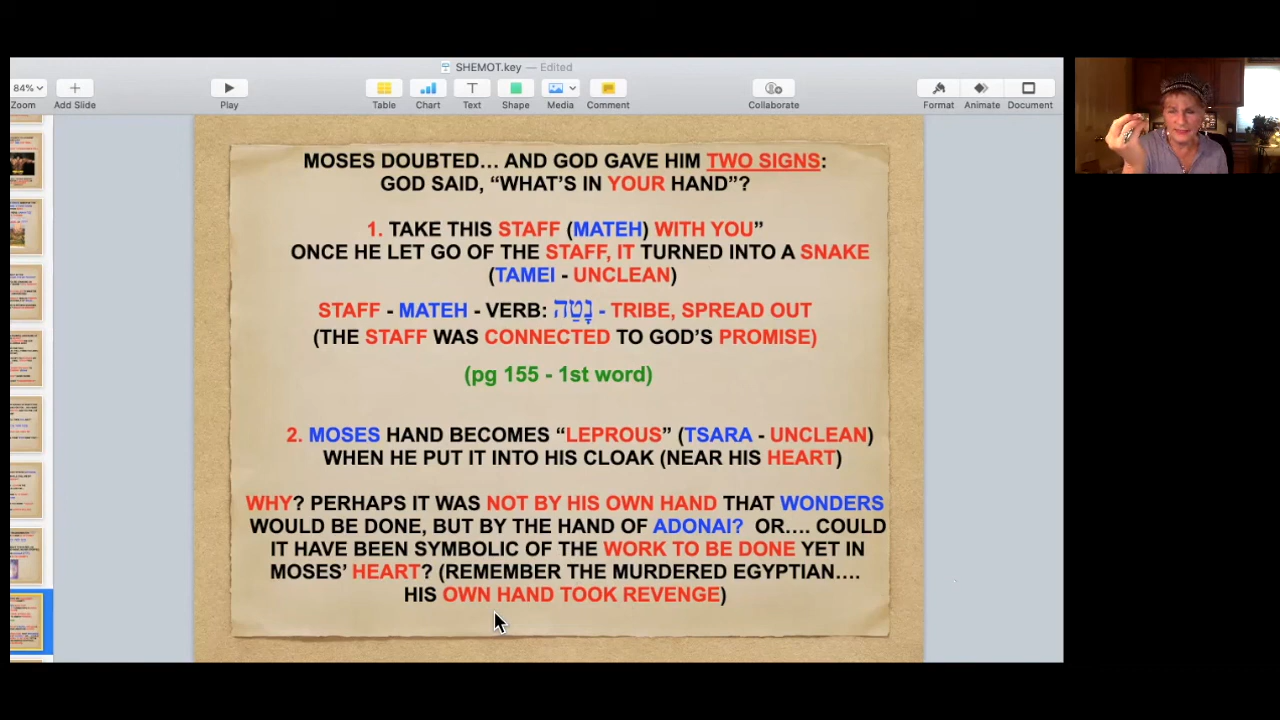 SHEMOT.key — Edited
84%
Zoom
Add Slide
Play
Table
Chart
Text
Shape
Media
Comment
Collaborate
Format
Animate
Document
MOSES DOUBTED... AND GOD GAVE HIM TWO SIGNS:
GOD SAID, “WHAT’S IN YOUR HAND”?
1. TAKE THIS STAFF (MATEH) WITH YOU”
ONCE HE LET GO OF THE STAFF, IT TURNED INTO A SNAKE
(TAMEI - UNCLEAN)
STAFF - MATEH - VERB: נָטַה - TRIBE, SPREAD OUT
(THE STAFF WAS CONNECTED TO GOD’S PROMISE)
(pg 155 - 1st word)
2. MOSES HAND BECOMES “LEPROUS” (TSARA - UNCLEAN)
WHEN HE PUT IT INTO HIS CLOAK (NEAR HIS HEART)
WHY? PERHAPS IT WAS NOT BY HIS OWN HAND THAT WONDERS
WOULD BE DONE, BUT BY THE HAND OF ADONAI? OR.... COULD
IT HAVE BEEN SYMBOLIC OF THE WORK TO BE DONE YET IN
MOSES’ HEART? (REMEMBER THE MURDERED EGYPTIAN....
HIS OWN HAND TOOK REVENGE)